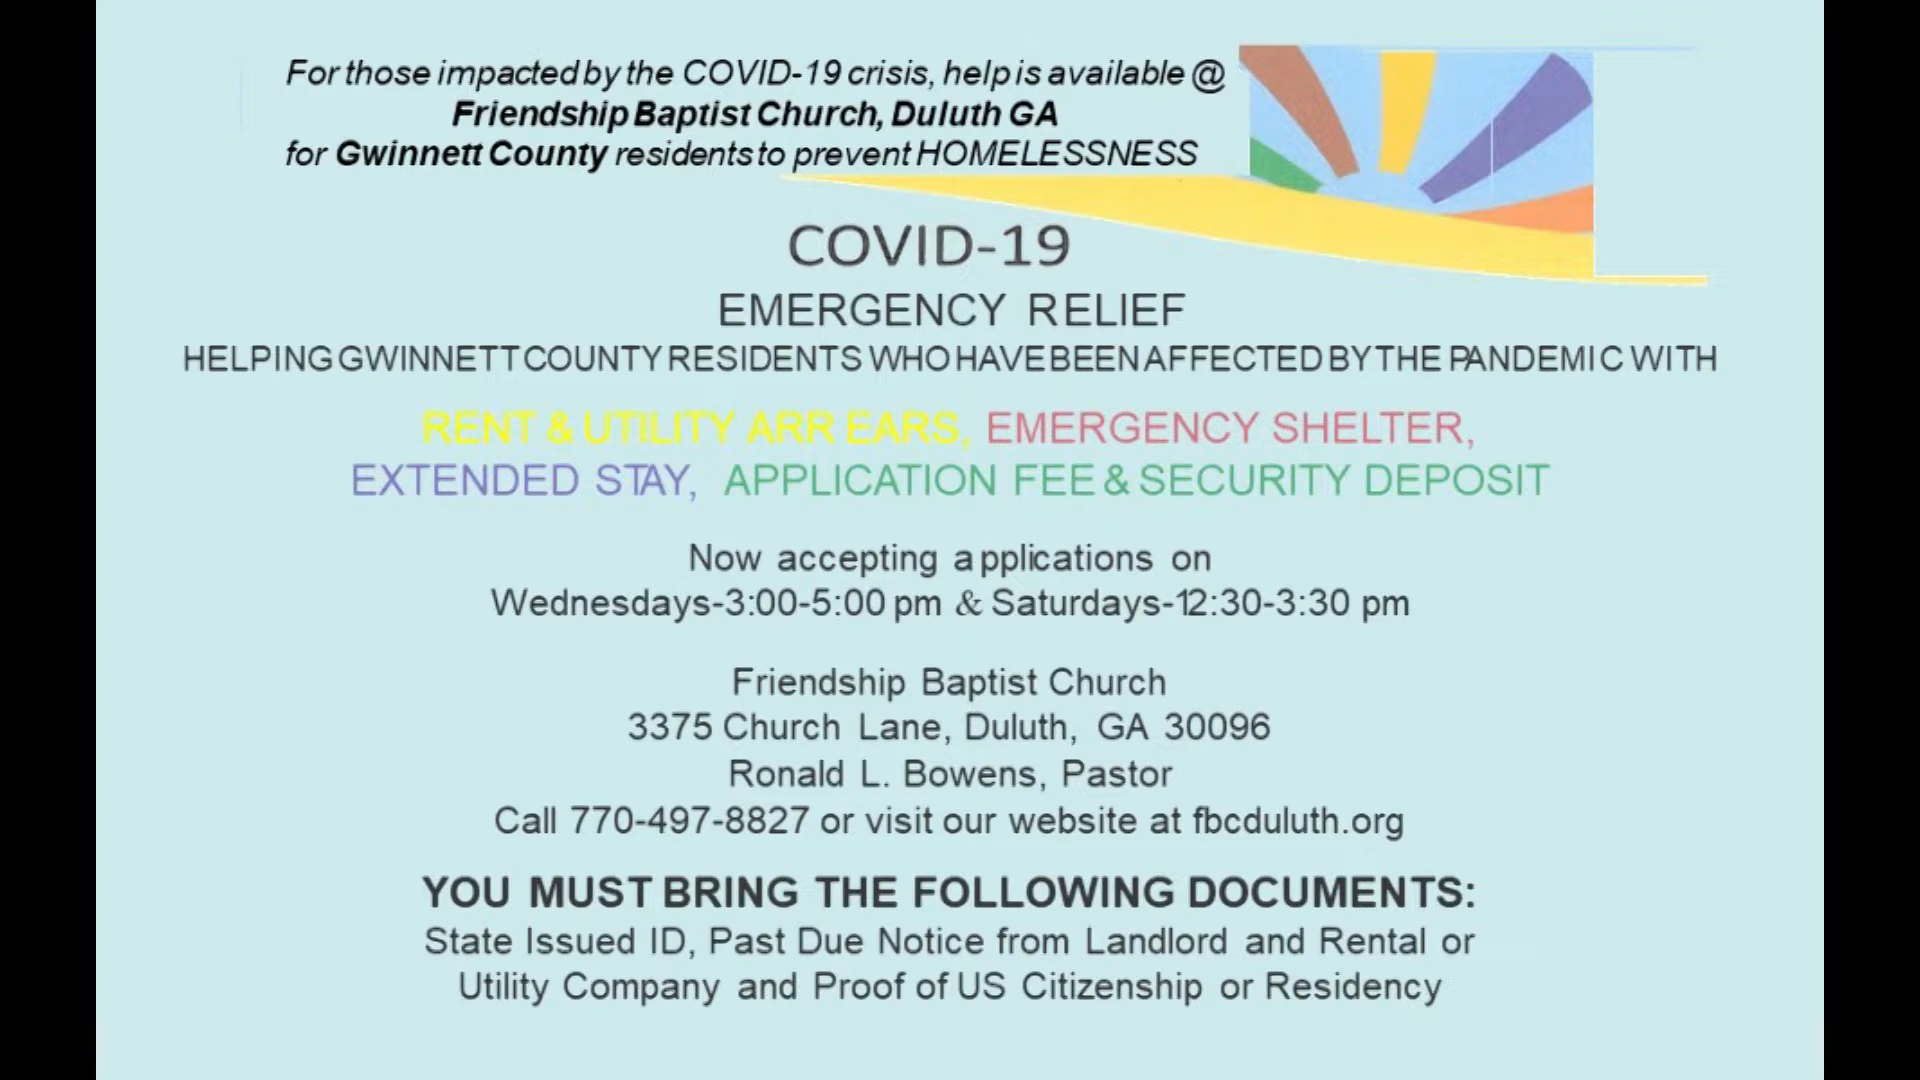 For those impacted by the COVID-19 crisis, help is available @
Friendship Baptist Church, Duluth GA
for Gwinnett County residents to prevent HOMELESSNESS
COVID-19
EMERGENCY RELIEF
HELPING GWINNETT COUNTY RESIDENTS WHO HAVE BEEN AFFECTED BY THE PANDEMIC WITH
RENT & UTILITY ARREARS, EMERGENCY SHELTER,
EXTENDED STAY, APPLICATION FEE & SECURITY DEPOSIT
Now accepting applications on
Wednesdays-3:00-5:00 pm & Saturdays-12:30-3:30 pm
Friendship Baptist Church
3375 Church Lane, Duluth, GA 30096
Ronald L. Bowens, Pastor
Call 770-497-8827 or visit our website at fbcduluth.org
YOU MUST BRING THE FOLLOWING DOCUMENTS:
State Issued ID, Past Due Notice from Landlord and Rental or
Utility Company and Proof of US Citizenship or Residency